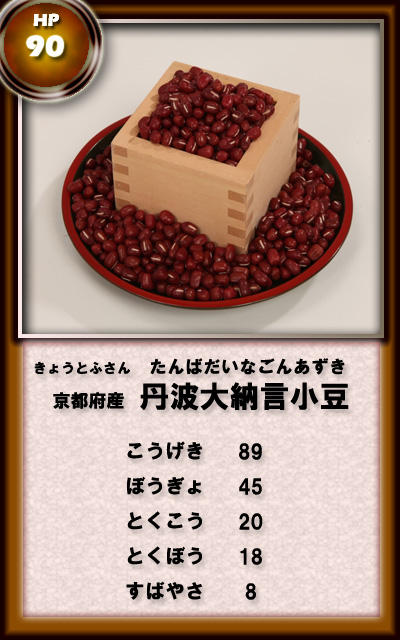 HP
90
きょうとふさん　たんばだいなごんあずき
京都府産　丹波大納言小豆
こうげき　89
ぼうぎょ　45
とくこう　20
とくぼう　18
すばやさ　8